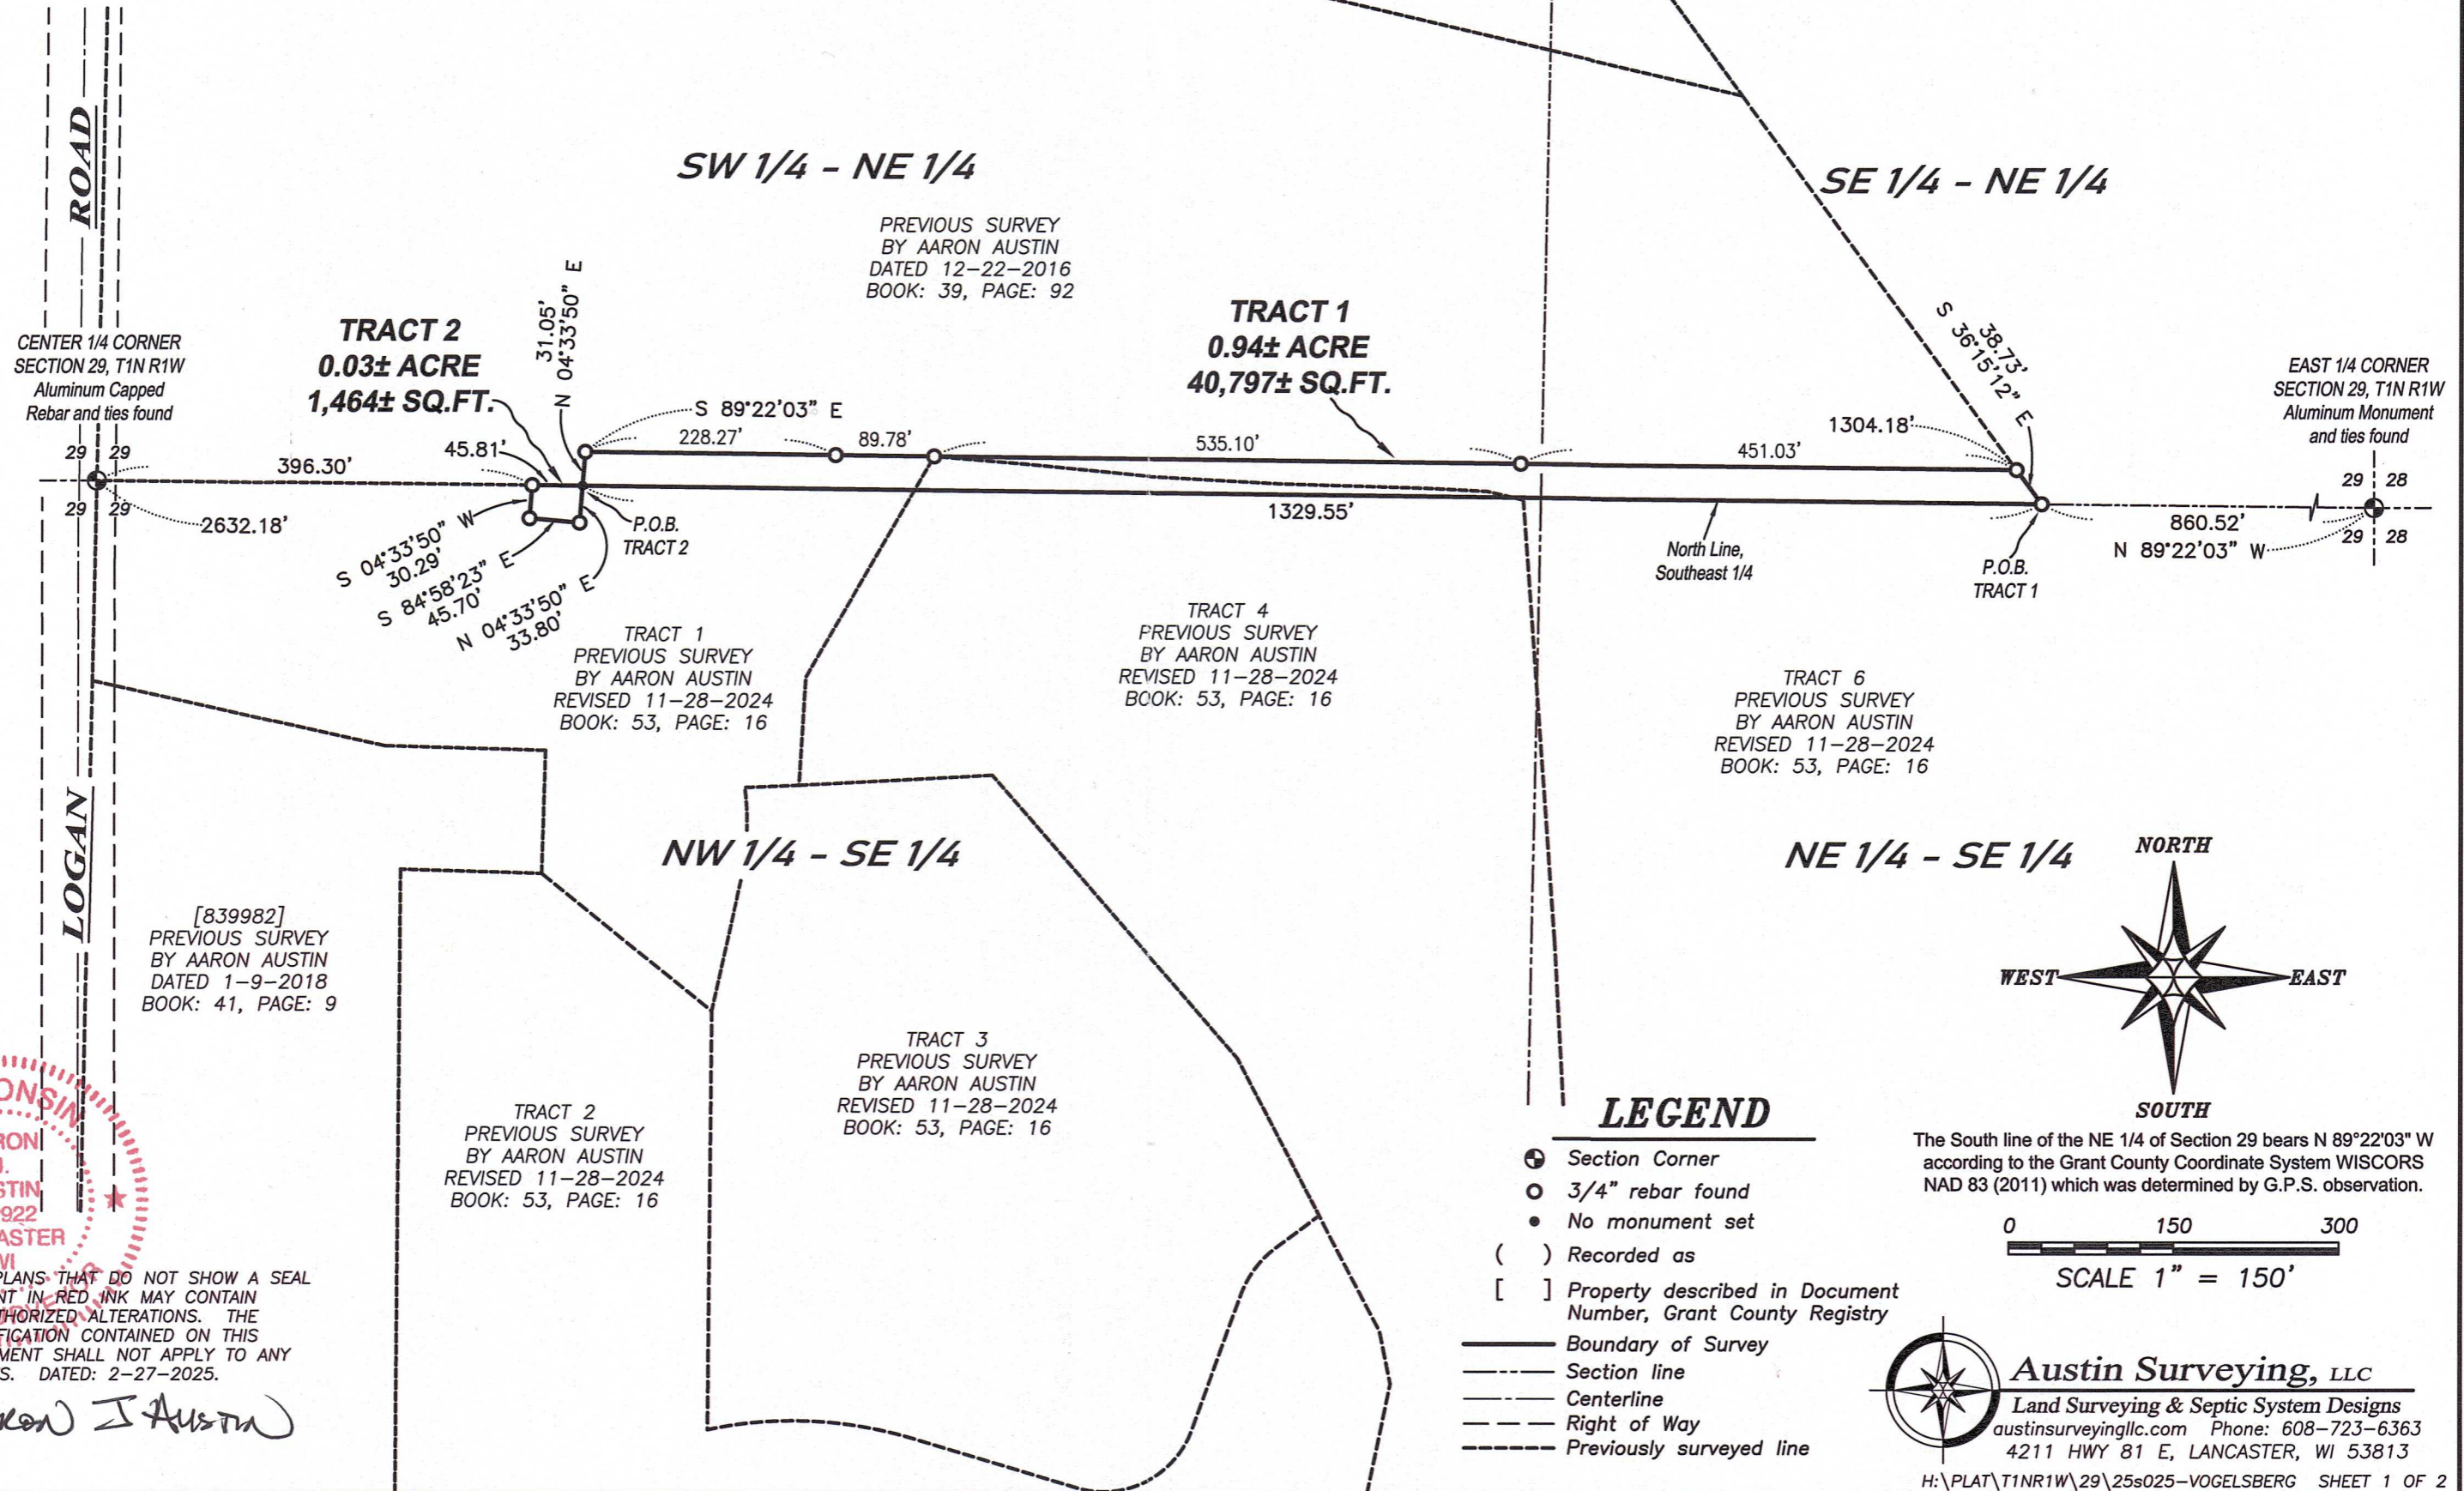 ROAD
LOGAN
SW 1/4 - NE 1/4
SE 1/4 - NE 1/4
PREVIOUS SURVEY
BY AARON AUSTIN
DATED 12-22-2016
BOOK: 39, PAGE: 92
CENTER 1/4 CORNER
SECTION 29, T1N R1W
Aluminum Capped
Rebar and ties found
29 29
29 29
TRACT 2
0.03± ACRE
1,464± SQ.FT.
31.05'
N 04°33'50" E
TRACT 1
0.94± ACRE
40,797± SQ.FT.
38.73'
S 36°15'12" E
EAST 1/4 CORNER
SECTION 29, T1N R1W
Aluminum Monument
and ties found
29 28
29 28
S 89°22'03" E
228.27'
89.78'
535.10'
1304.18'
451.03'
45.81'
396.30'
2632.18'
1329.55'
860.52'
N 89°22'03" W
P.O.B.
TRACT 2
North Line,
Southeast 1/4
P.O.B.
TRACT 1
S 04°33'50" W
30.29'
S 84°58'23" E
45.70'
N 04°33'50" E
33.80'
TRACT 1
PREVIOUS SURVEY
BY AARON AUSTIN
REVISED 11-28-2024
BOOK: 53, PAGE: 16
TRACT 4
PREVIOUS SURVEY
BY AARON AUSTIN
REVISED 11-28-2024
BOOK: 53, PAGE: 16
TRACT 6
PREVIOUS SURVEY
BY AARON AUSTIN
REVISED 11-28-2024
BOOK: 53, PAGE: 16
NW 1/4 - SE 1/4
NE 1/4 - SE 1/4
[839982]
PREVIOUS SURVEY
BY AARON AUSTIN
DATED 1-9-2018
BOOK: 41, PAGE: 9
TRACT 2
PREVIOUS SURVEY
BY AARON AUSTIN
REVISED 11-28-2024
BOOK: 53, PAGE: 16
TRACT 3
PREVIOUS SURVEY
BY AARON AUSTIN
REVISED 11-28-2024
BOOK: 53, PAGE: 16
NORTH
WEST
EAST
SOUTH
The South line of the NE 1/4 of Section 29 bears N 89°22'03" W
according to the Grant County Coordinate System WISCORS
NAD 83 (2011) which was determined by G.P.S. observation.
0 150 300
SCALE 1" = 150'
LEGEND
Section Corner
3/4" rebar found
No monument set
( ) Recorded as
[ ] Property described in Document
Number, Grant County Registry
Boundary of Survey
Section line
Centerline
Right of Way
Previously surveyed line
ONSIN
RON
J.
STIN
922
ASTER
WI
RVEYOR
PLANS THAT DO NOT SHOW A SEAL
NT IN RED INK MAY CONTAIN
THORIZED ALTERATIONS. THE
FICATION CONTAINED ON THIS
MENT SHALL NOT APPLY TO ANY
S. DATED: 2-27-2025.
RON J AUSTIN
Austin Surveying, LLC
Land Surveying & Septic System Designs
austinsurveyingllc.com Phone: 608-723-6363
4211 HWY 81 E, LANCASTER, WI 53813
H:\PLAT\T1NR1W\29\25s025-VOGELSBERG SHEET 1 OF 2